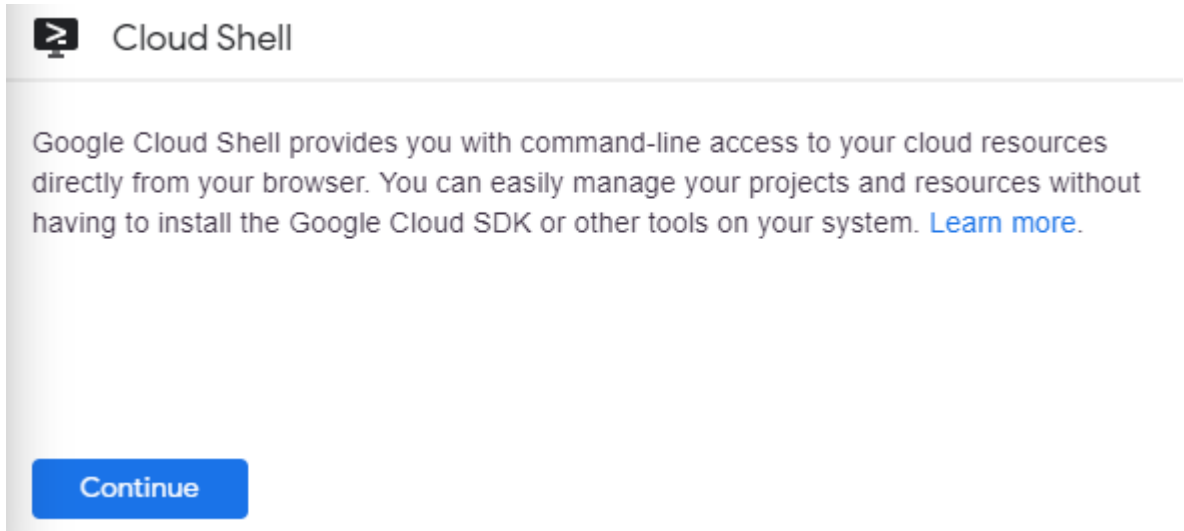 Cloud Shell
Google Cloud Shell provides you with command-line access to your cloud resources
directly from your browser. You can easily manage your projects and resources without
having to install the Google Cloud SDK or other tools on your system. Learn more.
Continue